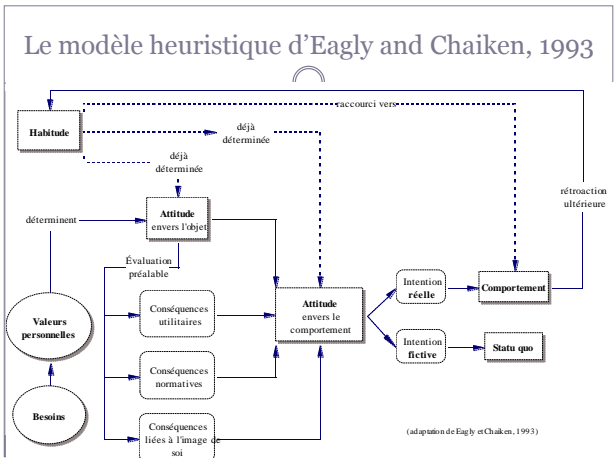 Le modèle heuristique d'Eagly and Chaiken, 1993
raccourci vers
Habitude
déjà
déterminée
déjà
déterminée
rétroaction
ultérieure
déterminent
Attitude
envers l'objet
Évaluation
préalable
Intention
réelle
Comportement
Conséquences
utilitaires
Attitude
envers le
comportement
Valeurs
personnelles
Intention
fictive
Statu quo
Conséquences
normatives
Besoins
Conséquences
liées à l'image de
soi
(adaptation de Eagly et Chaiken, 1993)